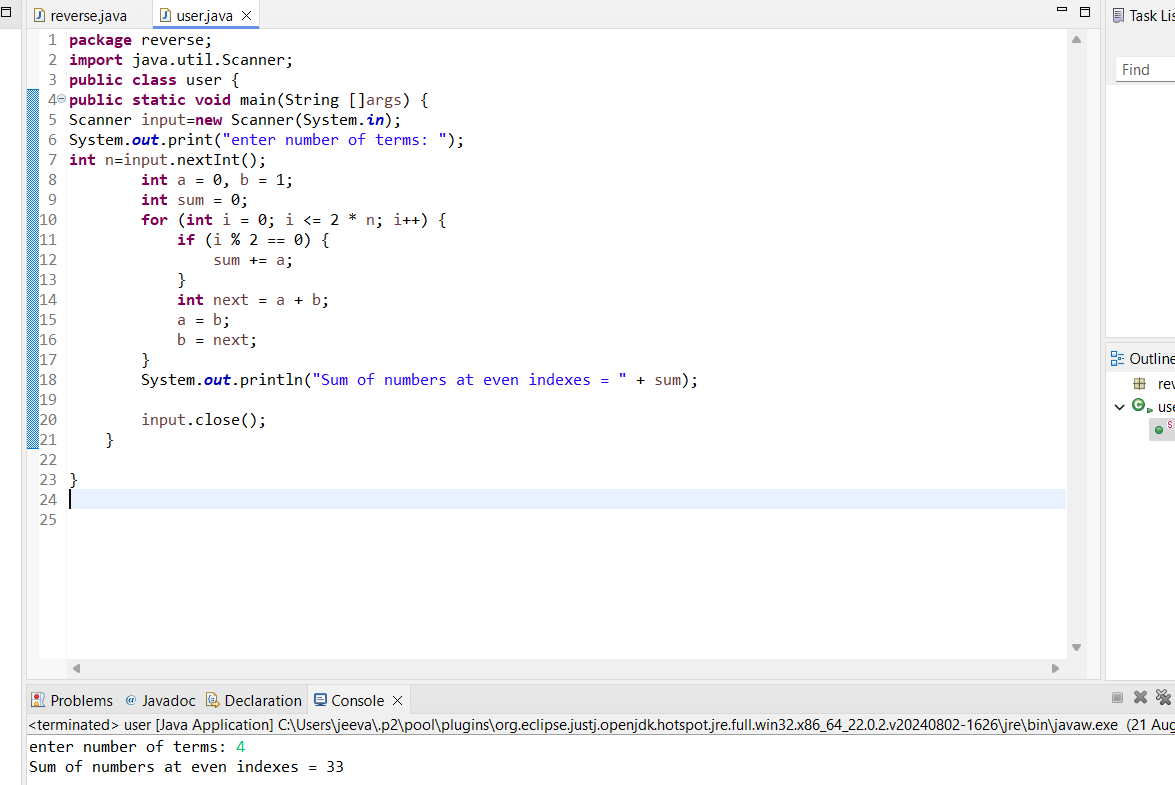 reverse.java user.java Task Lis
1 package reverse;
2 import java.util.Scanner;
3 public class user {
4 public static void main(String []args) {
5 Scanner input=new Scanner(System.in);
6 System.out.print("enter number of terms: ");
7 int n=input.nextInt();
8 int a = 0, b = 1;
9 int sum = 0;
10 for (int i = 0; i <= 2 * n; i++) {
11 if (i % 2 == 0) {
12 sum += a;
13 }
14 int next = a + b;
15 a = b;
16 b = next;
17 }
18 System.out.println("Sum of numbers at even indexes = " + sum);
19
20 input.close();
21 }
22
23 }
24
25
Find
Outline
rev
use
Problems @ Javadoc Declaration Console
<terminated> user [Java Application] C:\Users\jeeva\.p2\pool\plugins\org.eclipse.justj.openjdk.hotspot.jre.full.win32.x86_64_22.0.2.v20240802-1626\jre\bin\javaw.exe (21 Aug
enter number of terms: 4
Sum of numbers at even indexes = 33